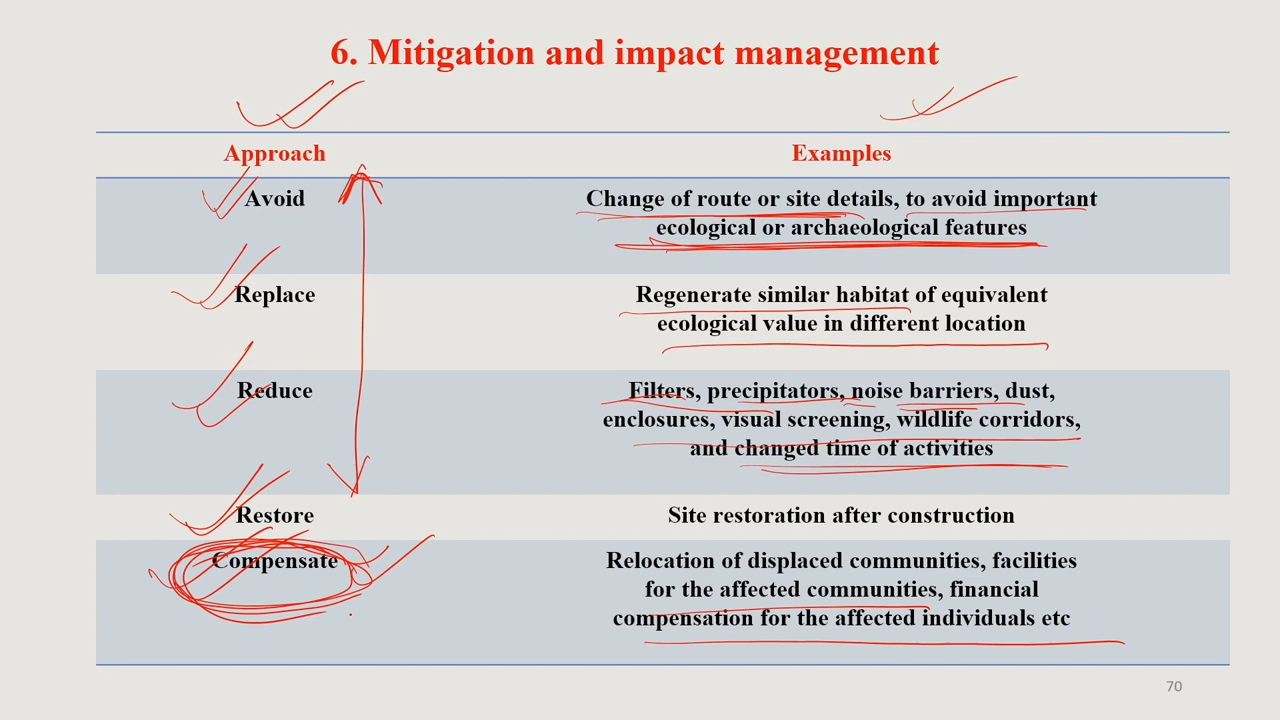 6. Mitigation and impact management
Approach
Examples
Avoid
Change of route or site details, to avoid important
ecological or archaeological features
Replace
Regenerate similar habitat of equivalent
ecological value in different location
Reduce
Filters, precipitators, noise barriers, dust,
enclosures, visual screening, wildlife corridors,
and changed time of activities
Restore
Site restoration after construction
Compensate
Relocation of displaced communities, facilities
for the affected communities, financial
compensation for the affected individuals etc
70